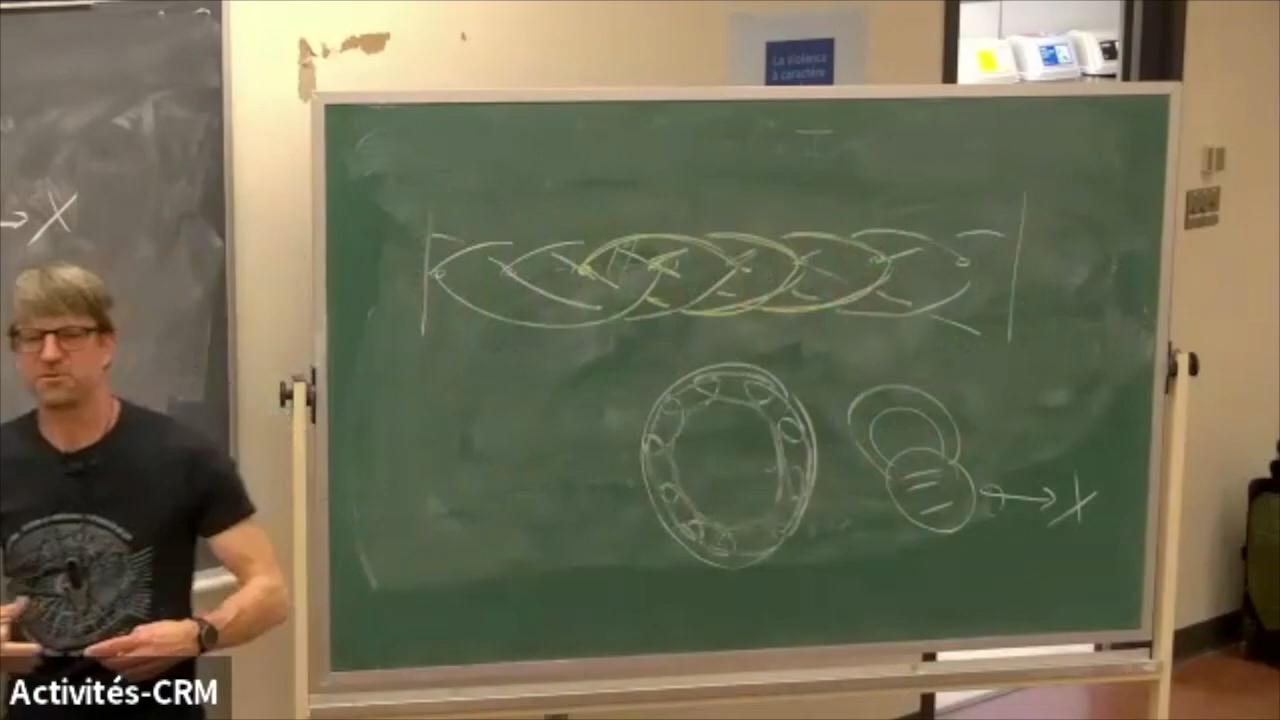 La violence
à caractère
→ X
→ X
Activités-CRM